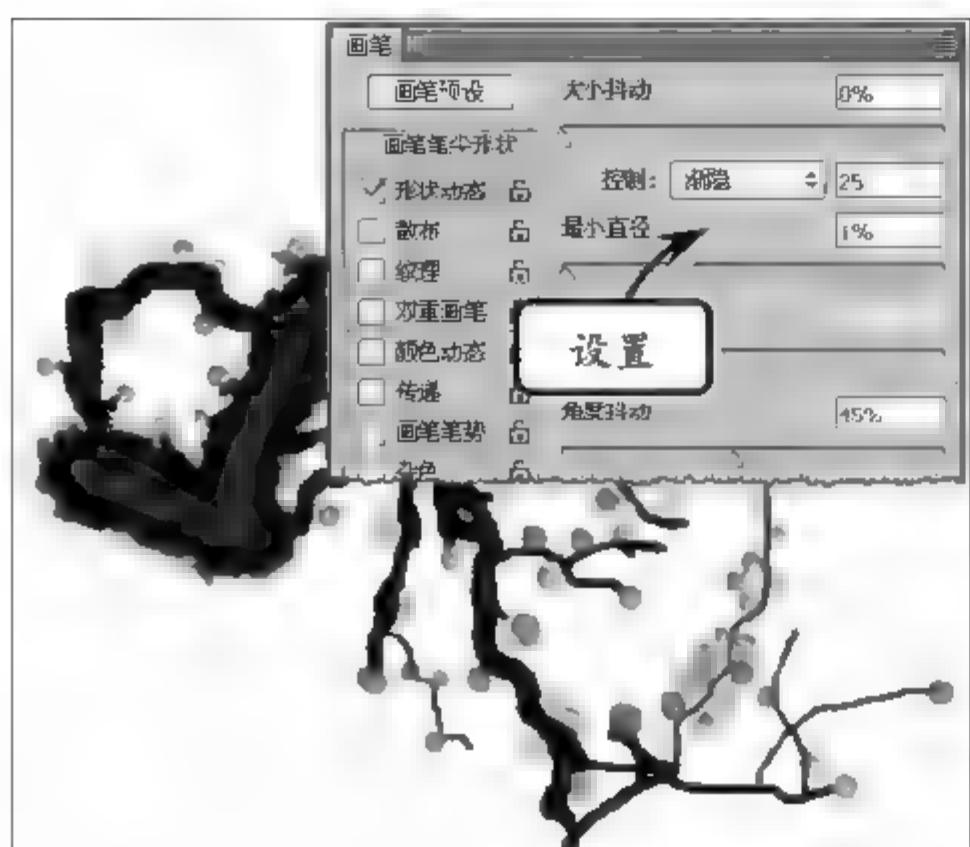 画笔
画笔预设 大小抖动 0%
画笔笔尖形状
形状动态 控制: 渐隐 25
散布 最小直径 1%
纹理
双重画笔
设置
颜色动态
传递
角度抖动 45%
画笔笔势
杂色